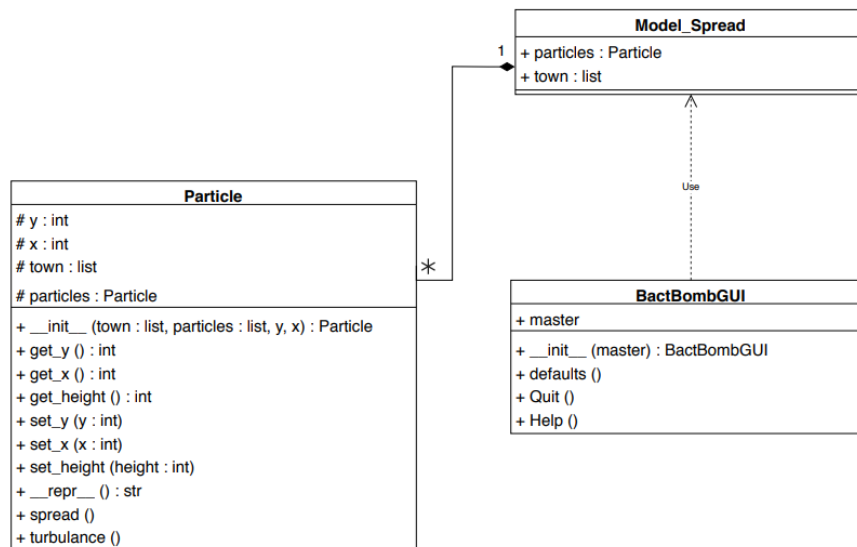 Model_Spread
+ particles : Particle
+ town : list
1
*
Use
Particle
# y : int
# x : int
# town : list
# particles : Particle
+ __init__ (town : list, particles : list, y, x) : Particle
+ get_y () : int
+ get_x () : int
+ get_height () : int
+ set_y (y : int)
+ set_x (x : int)
+ set_height (height : int)
+ __repr__ () : str
+ spread ()
+ turbulance ()
BactBombGUI
+ master
+ __init__ (master) : BactBombGUI
+ defaults ()
+ Quit ()
+ Help ()